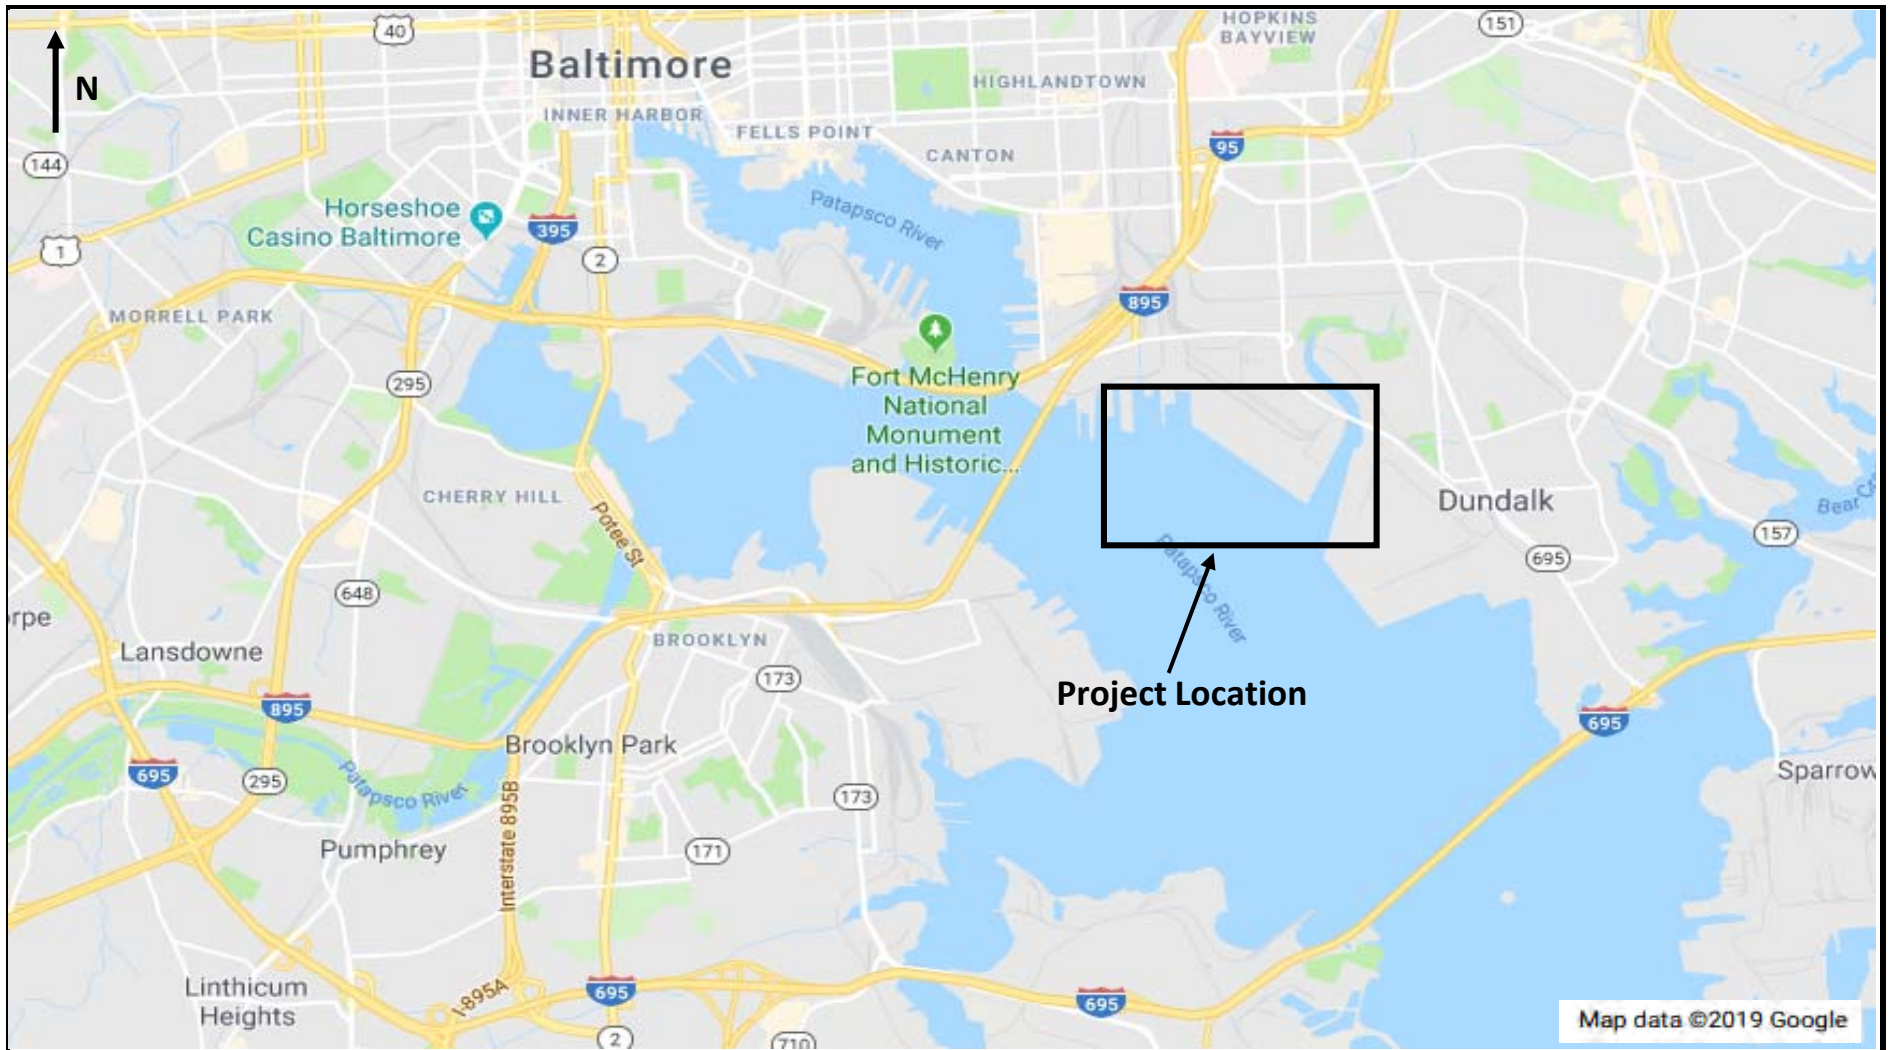 40
HOPKINS
BAYVIEW
151
Baltimore
N
HIGHLANDTOWN
INNER HARBOR
FELLS POINT
CANTON
95
144
Patapsco River
Horseshoe
Casino Baltimore
395
1
2
895
MORRELL PARK
295
Fort McHenry
National
Monument
and Historic...
CHERRY HILL
Potee St
Dundalk
157
695
Patapsco River
648
Lansdowne
BROOKLYN
173
Project Location
895
695
Brooklyn Park
695
295
Patapsco River
Interstate 895B
173
Sparrow
Pumphrey
171
Linthicum
Heights
I-895A
695
695
2
710
Map data ©2019 Google